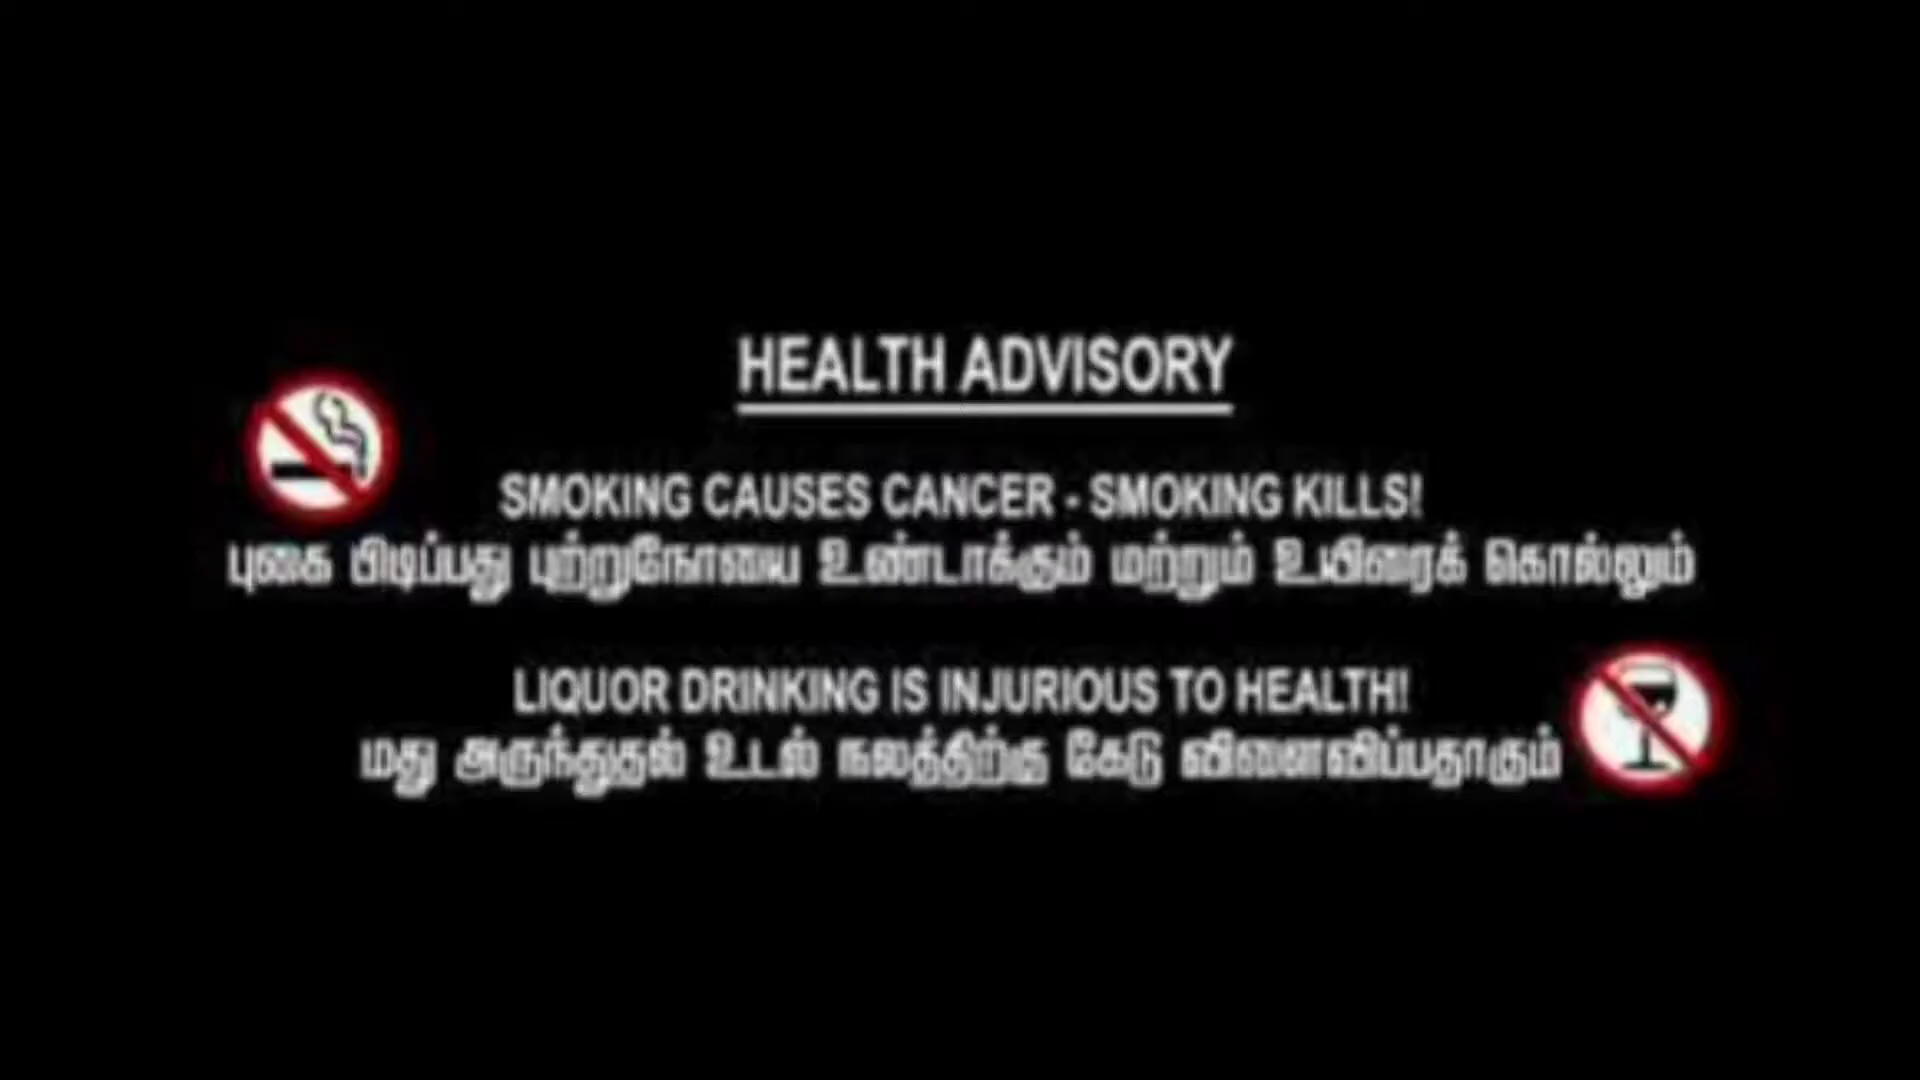 HEALTH ADVISORY
SMOKING CAUSES CANCER - SMOKING KILLS!
புகை பிடிப்பது புற்றுநோயை உண்டாக்கும் மற்றும் உயிரைக் கொல்லும்
LIQUOR DRINKING IS INJURIOUS TO HEALTH!
மது அருந்துதல் உடல் நலத்திற்கு கேடு விளைவிப்பதாகும்